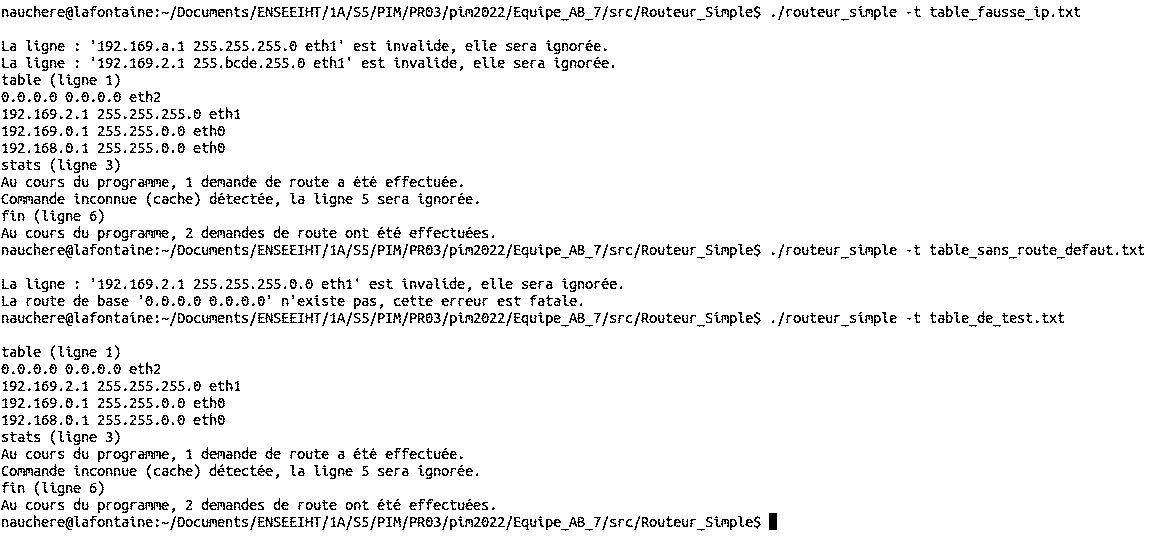 nauchere@lafontaine:~/Documents/ENSEEIHT/1A/S5/PIM/PR03/pim2022/Equipe_AB_7/src/Routeur_Simple$ ./routeur_simple -t table_fausse_ip.txt
La ligne : '192.169.a.1 255.255.255.0 eth1' est invalide, elle sera ignorée.
La ligne : '192.169.2.1 255.bcde.255.0 eth1' est invalide, elle sera ignorée.
table (ligne 1)
0.0.0.0 0.0.0.0 eth2
192.169.2.1 255.255.255.0 eth1
192.169.0.1 255.255.0.0 eth0
192.168.0.1 255.255.0.0 eth0
stats (ligne 3)
Au cours du programme, 1 demande de route a été effectuée.
Commande inconnue (cache) détectée, la ligne 5 sera ignorée.
fin (ligne 6)
Au cours du programme, 2 demandes de route ont été effectuées.
nauchere@lafontaine:~/Documents/ENSEEIHT/1A/S5/PIM/PR03/pim2022/Equipe_AB_7/src/Routeur_Simple$ ./routeur_simple -t table_sans_route_defaut.txt
La ligne : '192.169.2.1 255.255.255.0.0 eth1' est invalide, elle sera ignorée.
La route de base '0.0.0.0 0.0.0.0' n'existe pas, cette erreur est fatale.
nauchere@lafontaine:~/Documents/ENSEEIHT/1A/S5/PIM/PR03/pim2022/Equipe_AB_7/src/Routeur_Simple$ ./routeur_simple -t table_de_test.txt
table (ligne 1)
0.0.0.0 0.0.0.0 eth2
192.169.2.1 255.255.255.0 eth1
192.169.0.1 255.255.0.0 eth0
192.168.0.1 255.255.0.0 eth0
stats (ligne 3)
Au cours du programme, 1 demande de route a été effectuée.
Commande inconnue (cache) détectée, la ligne 5 sera ignorée.
fin (ligne 6)
Au cours du programme, 2 demandes de route ont été effectuées.
nauchere@lafontaine:~/Documents/ENSEEIHT/1A/S5/PIM/PR03/pim2022/Equipe_AB_7/src/Routeur_Simple$